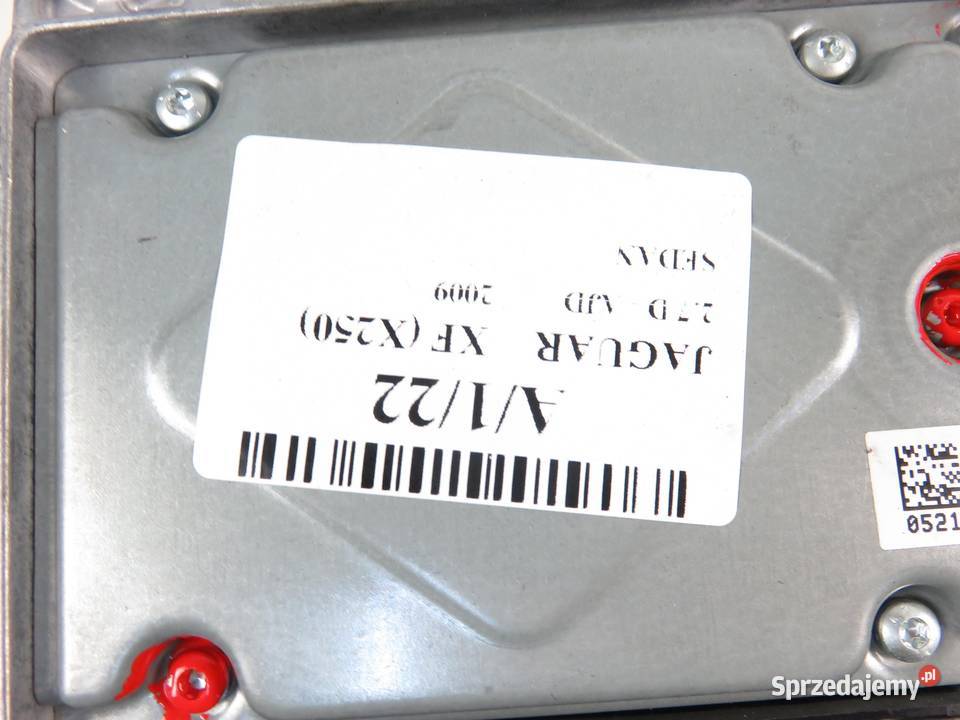 A/1/22
JAGUAR XF (X250)
2.7 D AJD 2009
SEDAN
0521
Sprzedajemy.pl